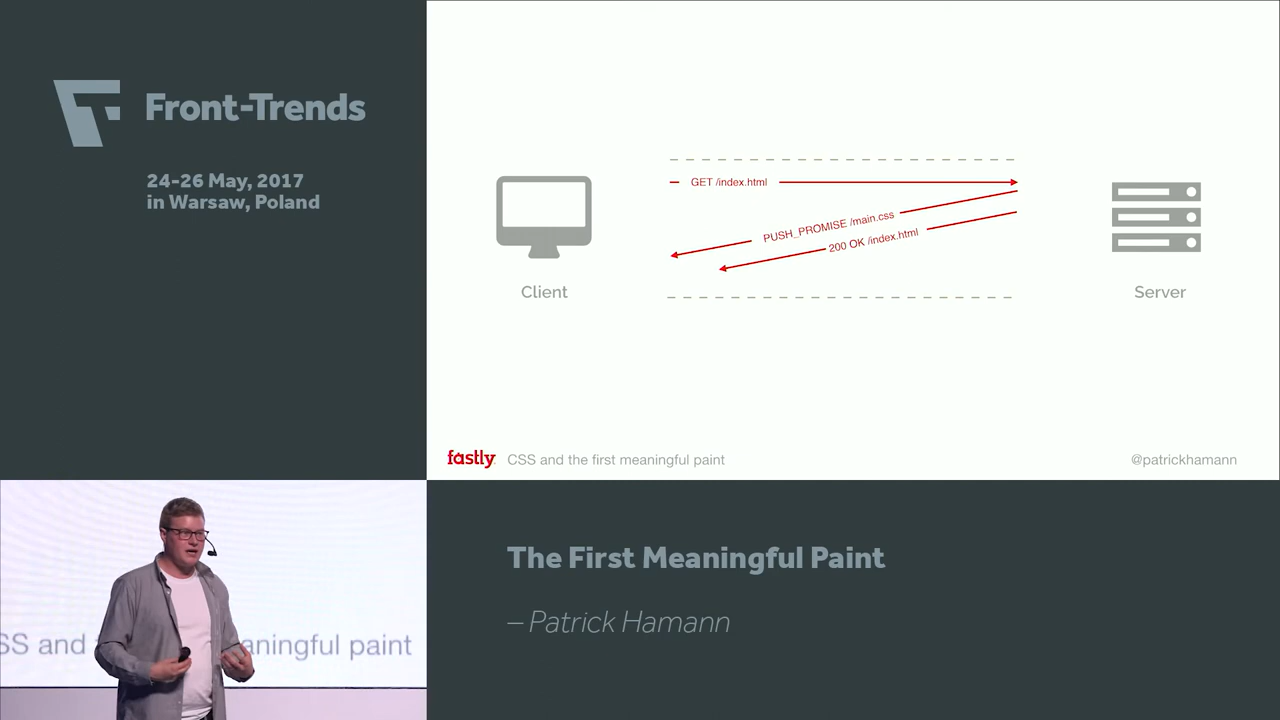 Front-Trends
24-26 May, 2017
in Warsaw, Poland
GET /index.html
PUSH_PROMISE /main.css
200 OK /index.html
Client
Server
fastly
CSS and the first meaningful paint
@patrickhamann
SS and
aningful paint
The First Meaningful Paint
– Patrick Hamann